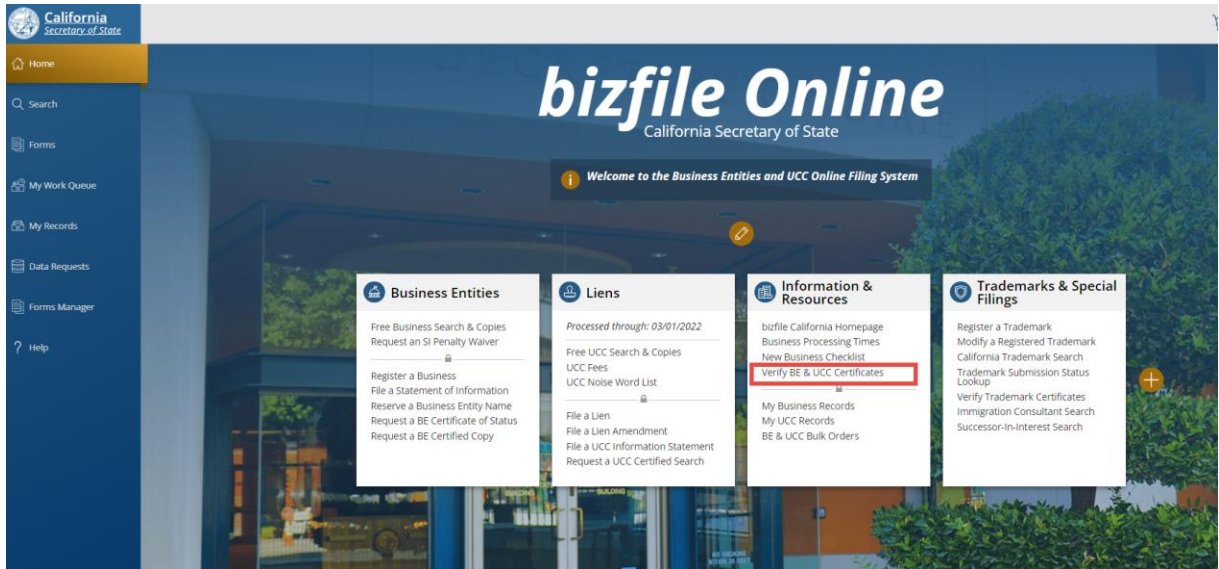 California
Secretary of State
Home
Search
Forms
My Work Queue
My Records
Data Requests
Forms Manager
? Help
bizfile Online
California Secretary of State
i Welcome to the Business Entities and UCC Online Filing System
Business Entities
Free Business Search & Copies
Request an SI Penalty Waiver
Register a Business
File a Statement of Information
Reserve a Business Entity Name
Request a BE Certificate of Status
Request a BE Certified Copy
Liens
Processed through: 03/01/2022
Free UCC Search & Copies
UCC Fees
UCC Noise Word List
File a Lien
File a Lien Amendment
File a UCC Information Statement
Request a UCC Certified Search
Information &
Resources
bizfile California Homepage
Business Processing Times
New Business Checklist
Verify BE & UCC Certificates
My Business Records
My UCC Records
BE & UCC Bulk Orders
Trademarks & Special
Filings
Register a Trademark
Modify a Registered Trademark
California Trademark Search
Trademark Submission Status
Lookup
Verify Trademark Certificates
Immigration Consultant Search
Successor-In-Interest Search
BUILDING
BUILDING